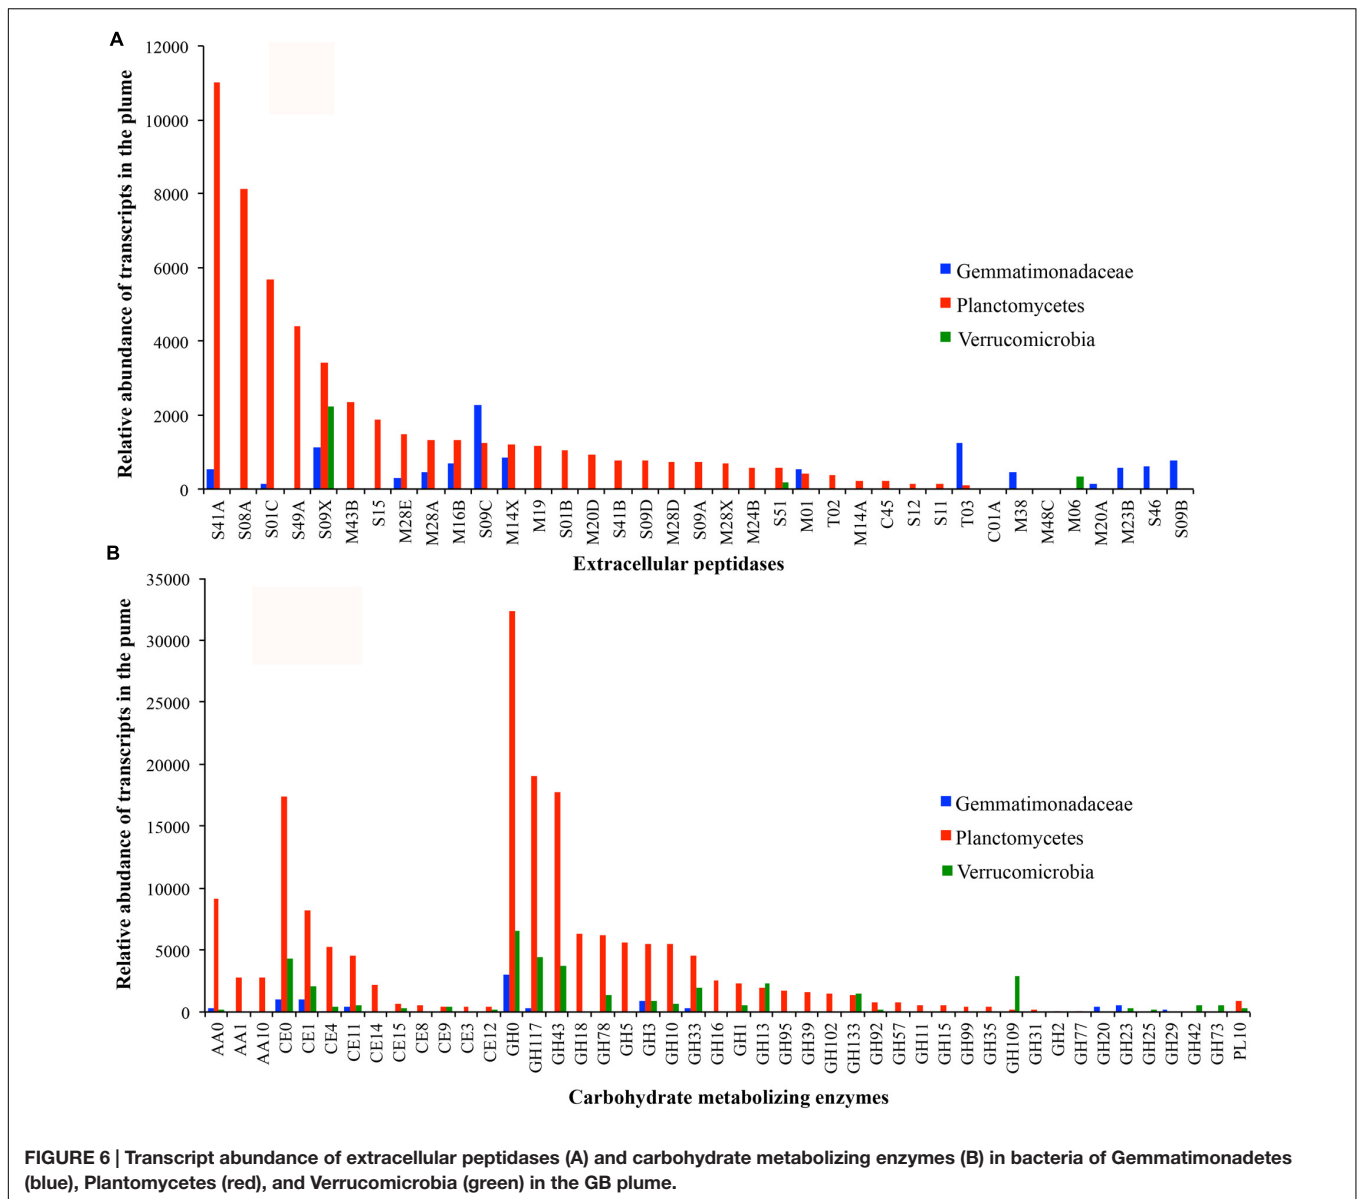 A
12000
10000
8000
6000
4000
2000
0
Relative abundance of transcripts in the plume
Gemmatimonadaceae
Planctomycetes
Verrucomicrobia
S41A S08A S01C S49A S09X M43B S15 M28E M28A M16B S09C M14X M19 S01B M20D S41B S09D M28D S09A M28X M24B S51 M01 T02 M14A C45 S12 S11 T03 C01A M38 M48C M06 M20A M23B S46 S09B
Extracellular peptidases
B
35000
30000
25000
20000
15000
10000
5000
0
Relative abudance of transcripts in the pume
Gemmatimonadaceae
Planctomycetes
Verrucomicrobia
AA0 AA1 AA10 CE0 CE1 CE4 CE11 CE14 CE15 CE8 CE9 CE3 CE12 GH0 GH117 GH43 GH18 GH78 GH5 GH3 GH10 GH33 GH16 GH1 GH13 GH95 GH39 GH102 GH133 GH92 GH57 GH11 GH15 GH99 GH35 GH109 GH31 GH2 GH77 GH20 GH23 GH25 GH29 GH42 GH73 PL10
Carbohydrate metabolizing enzymes
FIGURE 6 | Transcript abundance of extracellular peptidases (A) and carbohydrate metabolizing enzymes (B) in bacteria of Gemmatimonadetes
(blue), Plantomycetes (red), and Verrucomicrobia (green) in the GB plume.